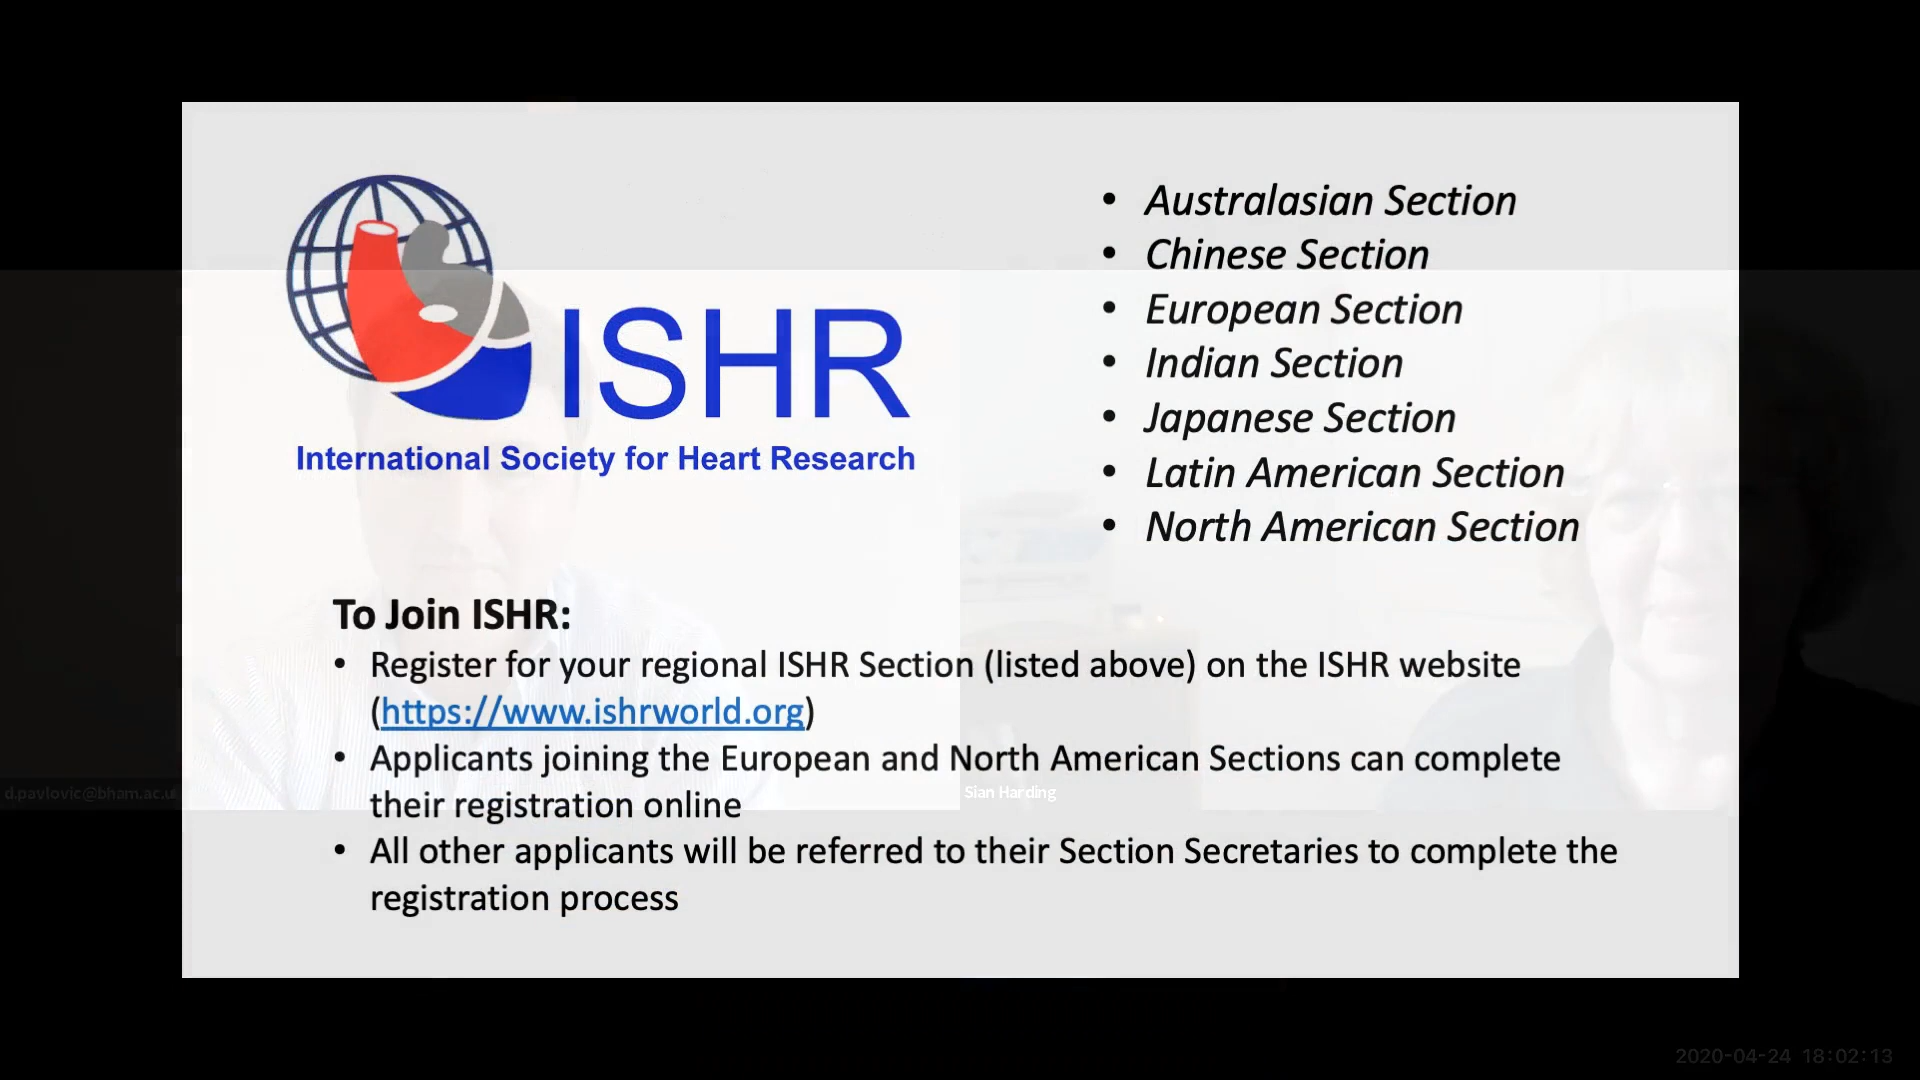 ISHR
International Society for Heart Research
• Australasian Section
• Chinese Section
• European Section
• Indian Section
• Japanese Section
• Latin American Section
• North American Section
To Join ISHR:
• Register for your regional ISHR Section (listed above) on the ISHR website
(https://www.ishrworld.org)
• Applicants joining the European and North American Sections can complete
their registration online
• All other applicants will be referred to their Section Secretaries to complete the
registration process
d.pavlovic@bham.ac.u
Sian Harding
2020-04-24 18:02:13